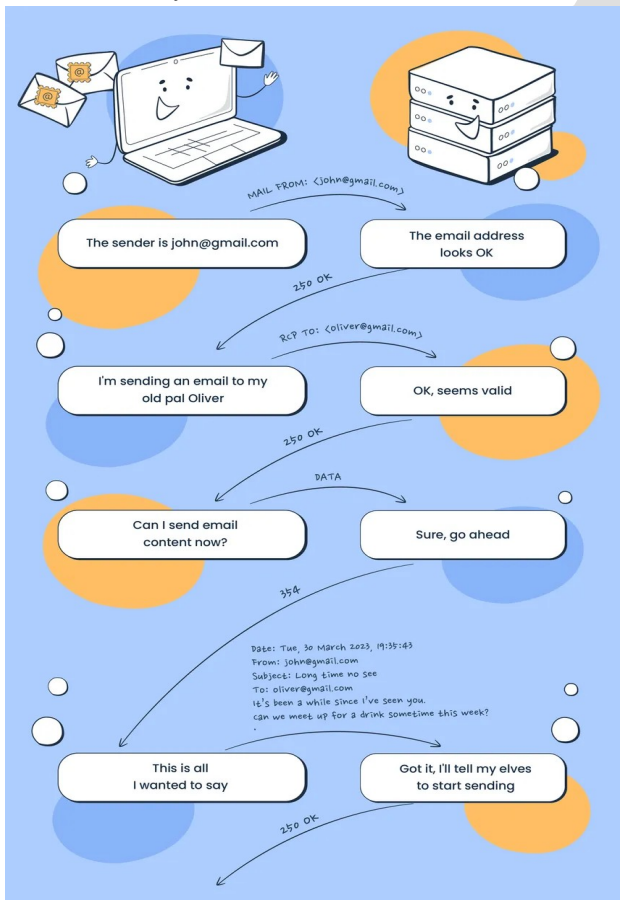 @
@
MAIL FROM: <john@gmail.com>
The sender is john@gmail.com
The email address
looks OK
250 OK
RCP TO: <oliver@gmail.com>
I'm sending an email to my
old pal Oliver
OK, seems valid
250 OK
DATA
Can I send email
content now?
Sure, go ahead
354
Date: Tue, 30 March 2023, 19:35:43
From: john@gmail.com
Subject: Long time no see
To: oliver@gmail.com
It's been a while since I've seen you.
can we meet up for a drink sometime this week?
.
This is all
I wanted to say
Got it, I'll tell my elves
to start sending
250 OK